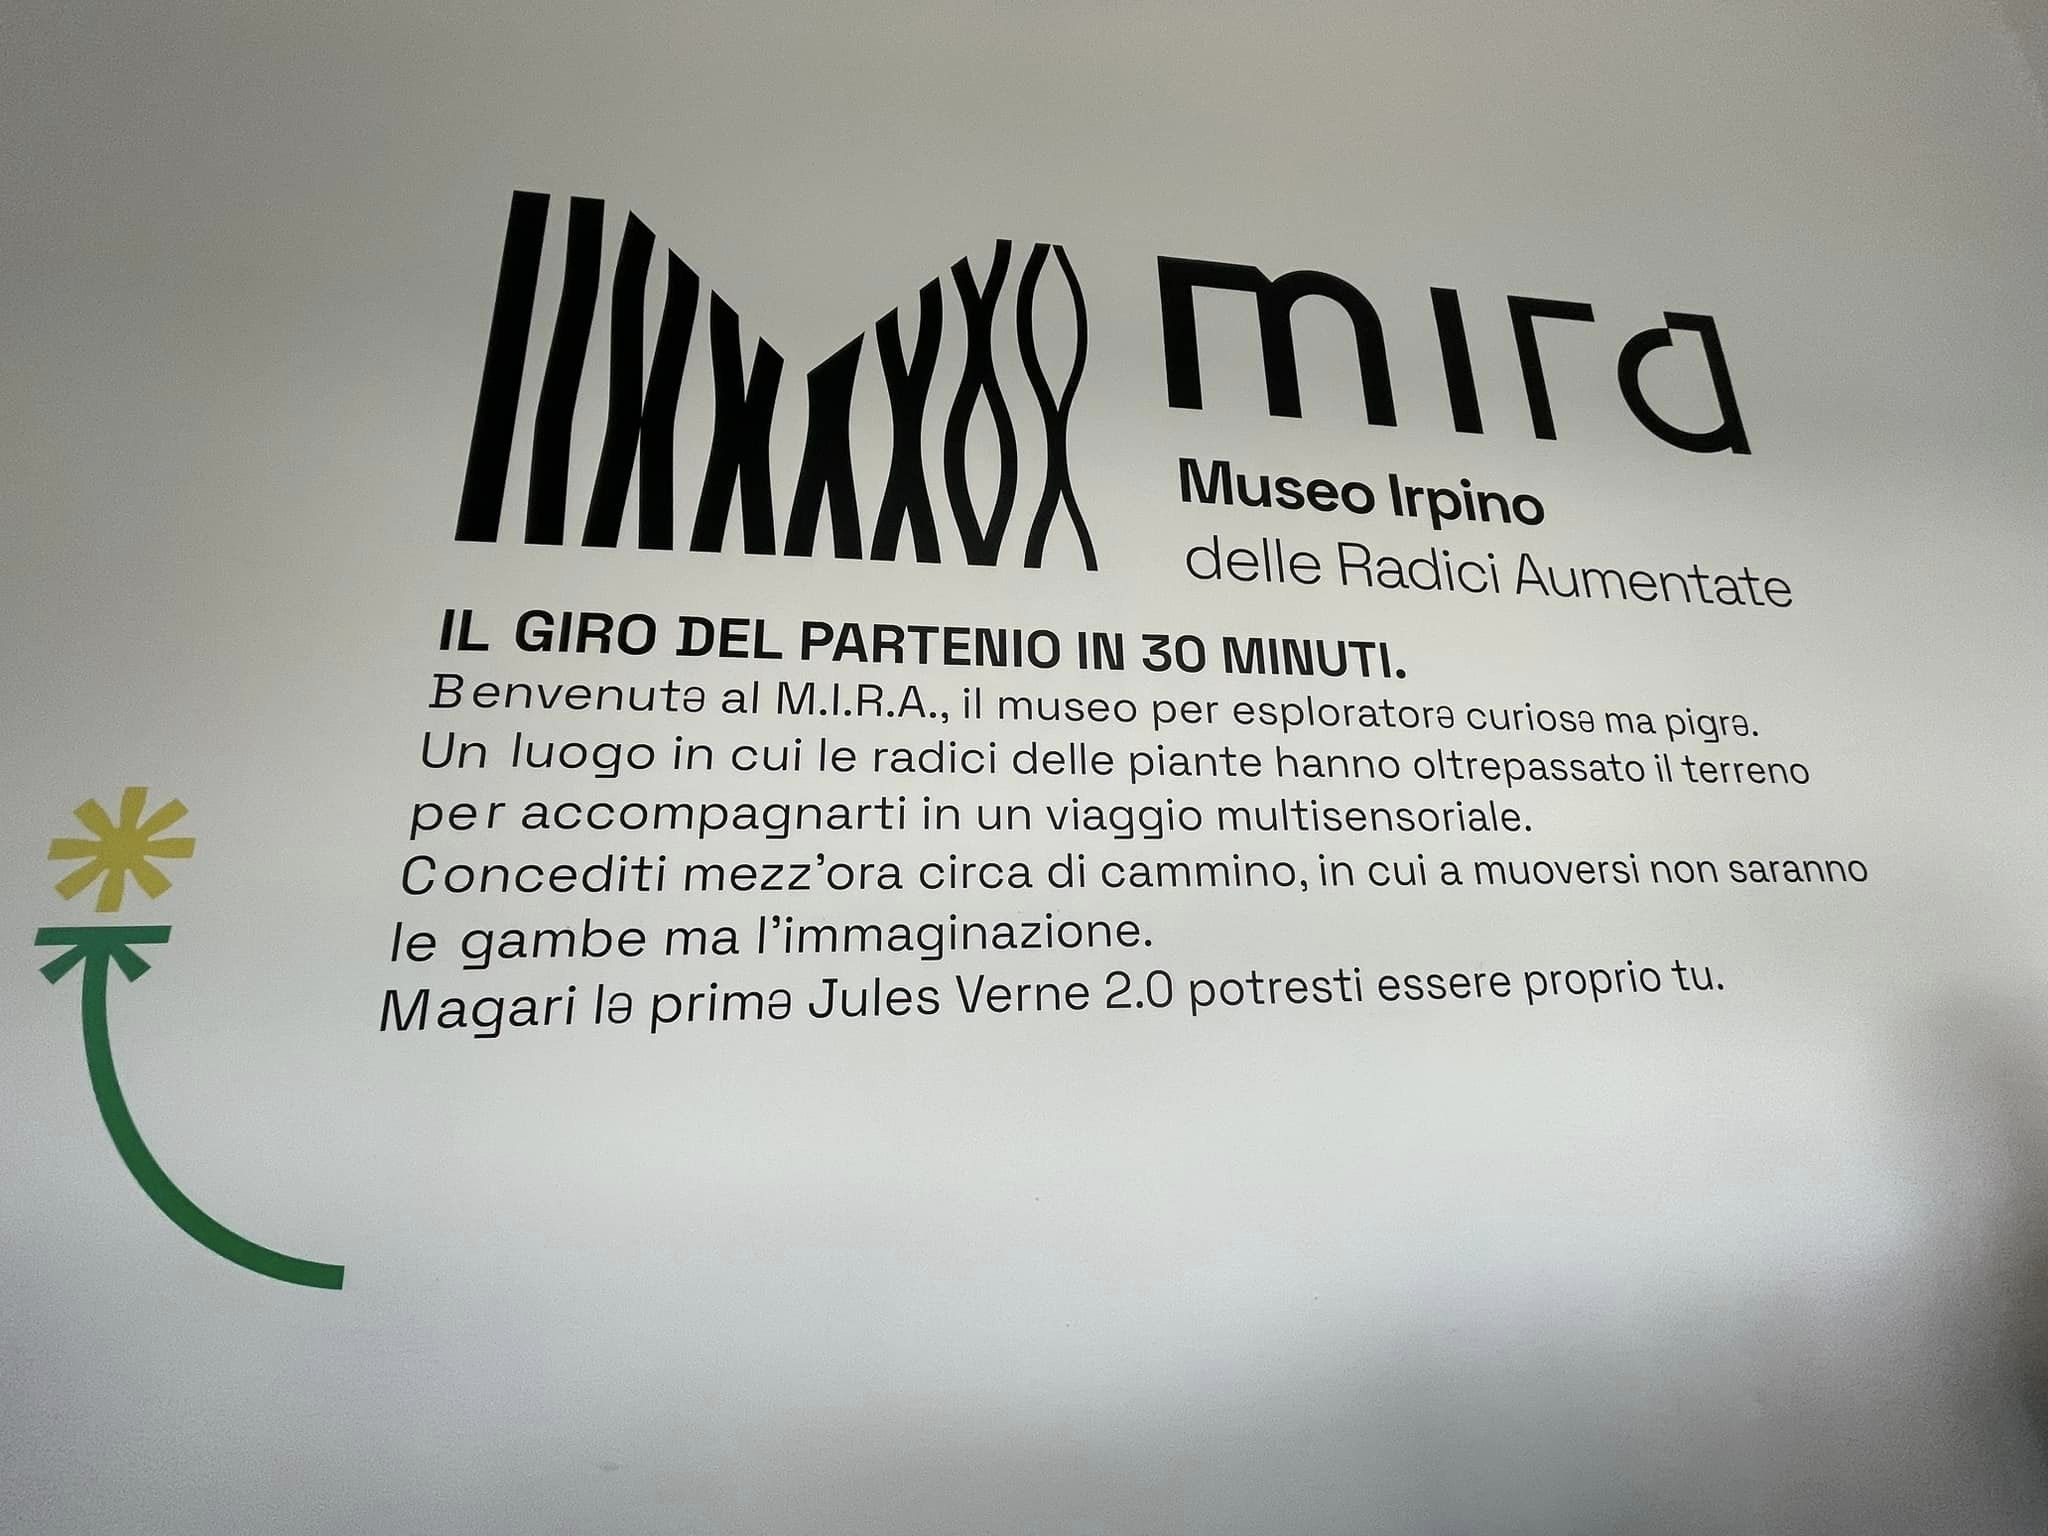 mira
Museo Irpino
delle Radici Aumentate
IL GIRO DEL PARTENIO IN 30 MINUTI.
Benvenutə al M.I.R.A., il museo per esploratorə curiosə ma pigrə.
Un luogo in cui le radici delle piante hanno oltrepassato il terreno
per accompagnarti in un viaggio multisensoriale.
Concediti mezz’ora circa di cammino, in cui a muoversi non saranno
le gambe ma l’immaginazione.
Magari lə primə Jules Verne 2.0 potresti essere proprio tu.